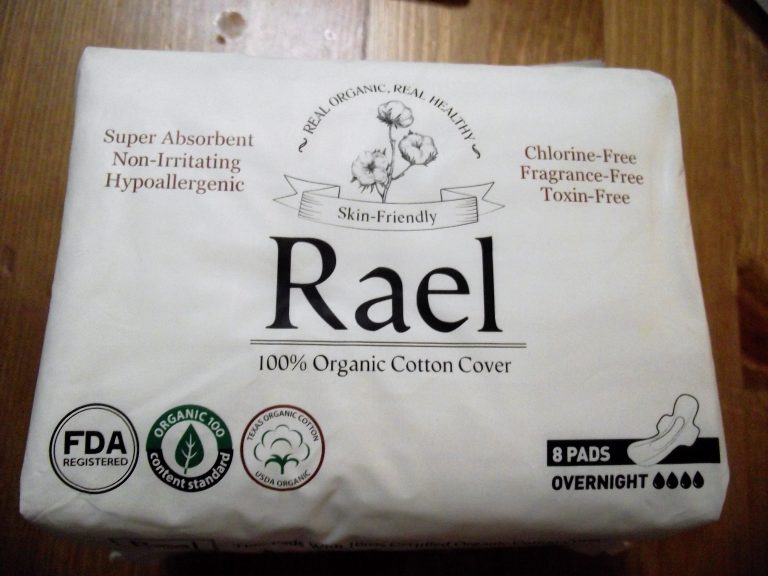 REAL ORGANIC, REAL HEALTHY
Super Absorbent
Non-Irritating
Hypoallergenic
Chlorine-Free
Fragrance-Free
Toxin-Free
Skin-Friendly
Rael
100% Organic Cotton Cover
FDA
REGISTERED
ORGANIC 100
content standard
TEXAS ORGANIC COTTON
USDA ORGANIC
8 PADS
OVERNIGHT